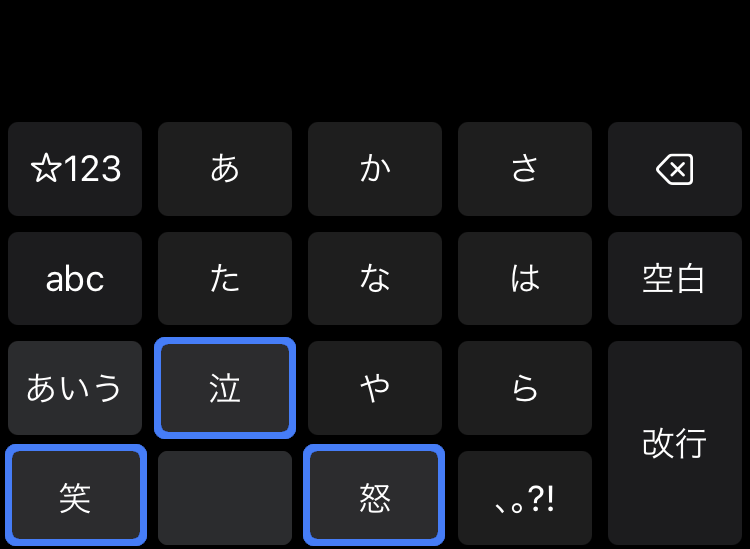 ☆123 あ か さ
abc た な は 空白
あいう 泣 や ら 改行
笑 怒 、。?!